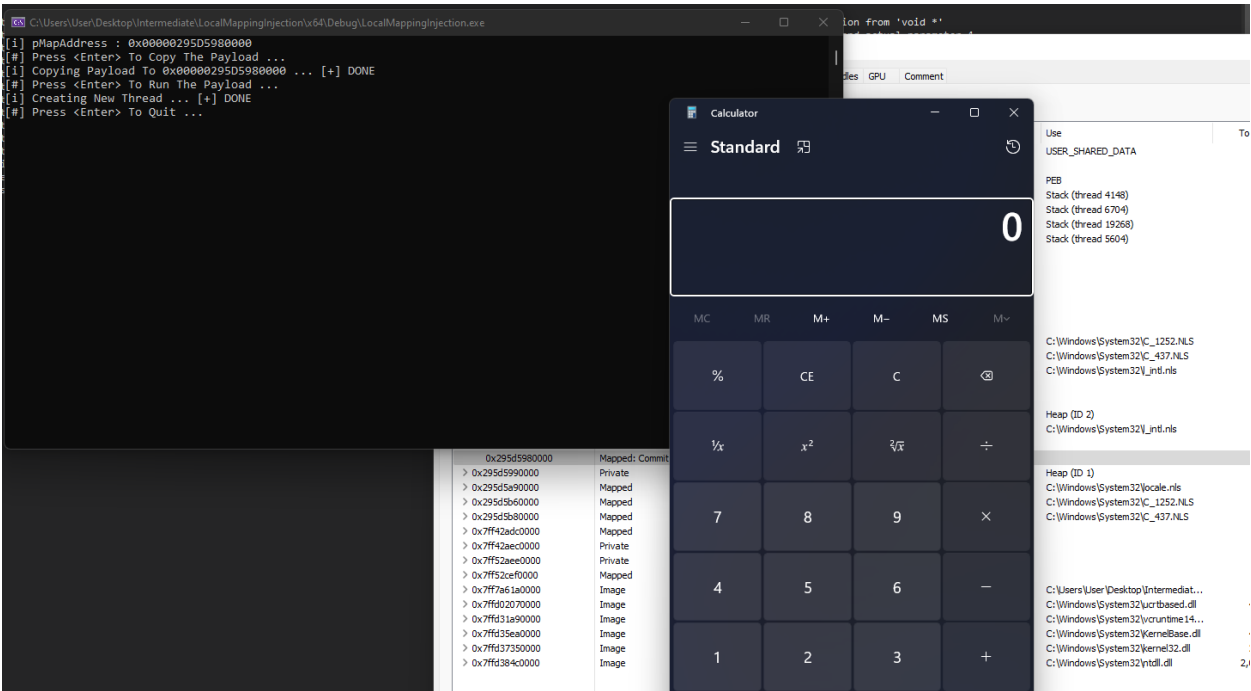 C:\Users\User\Desktop\Intermediate\LocalMappingInjection\x64\Debug\LocalMappingInjection.exe
ion from 'void *'
[i] pMapAddress : 0x00000295D5980000
[#] Press <Enter> To Copy The Payload ...
[i] Copying Payload To 0x00000295D5980000 ... [+] DONE
[#] Press <Enter> To Run The Payload ...
[i] Creating New Thread ... [+] DONE
[#] Press <Enter> To Quit ...
GPU Comment
Calculator
Standard
0
MC MR M+ M− MS M
% CE C
¹/x x² ²√x ÷
7 8 9 ×
4 5 6 −
1 2 3 +
Use To
USER_SHARED_DATA
PEB
Stack (thread 4148)
Stack (thread 6704)
Stack (thread 19268)
Stack (thread 5604)
C:\Windows\System32\C_1252.NLS
C:\Windows\System32\C_437.NLS
C:\Windows\System32\l_intl.nls
Heap (ID 2)
C:\Windows\System32\l_intl.nls
0x295d5980000 Mapped: Commit
0x295d5990000 Private Heap (ID 1)
0x295d5a90000 Mapped C:\Windows\System32\locale.nls
0x295d5b60000 Mapped C:\Windows\System32\C_1252.NLS
0x295d5b80000 Mapped C:\Windows\System32\C_437.NLS
0x7ff42adc0000 Mapped
0x7ff42aec0000 Private
0x7ff52aee0000 Private
0x7ff52cef0000 Mapped
0x7ff7a61a0000 Image C:\Users\User\Desktop\Intermediat...
0x7ffd02070000 Image C:\Windows\System32\ucrtbased.dll
0x7ffd31a90000 Image C:\Windows\System32\vcruntime14...
0x7ffd35ea0000 Image C:\Windows\System32\KernelBase.dll
0x7ffd37350000 Image C:\Windows\System32\kernel32.dll
0x7ffd384c0000 Image C:\Windows\System32\ntdll.dll